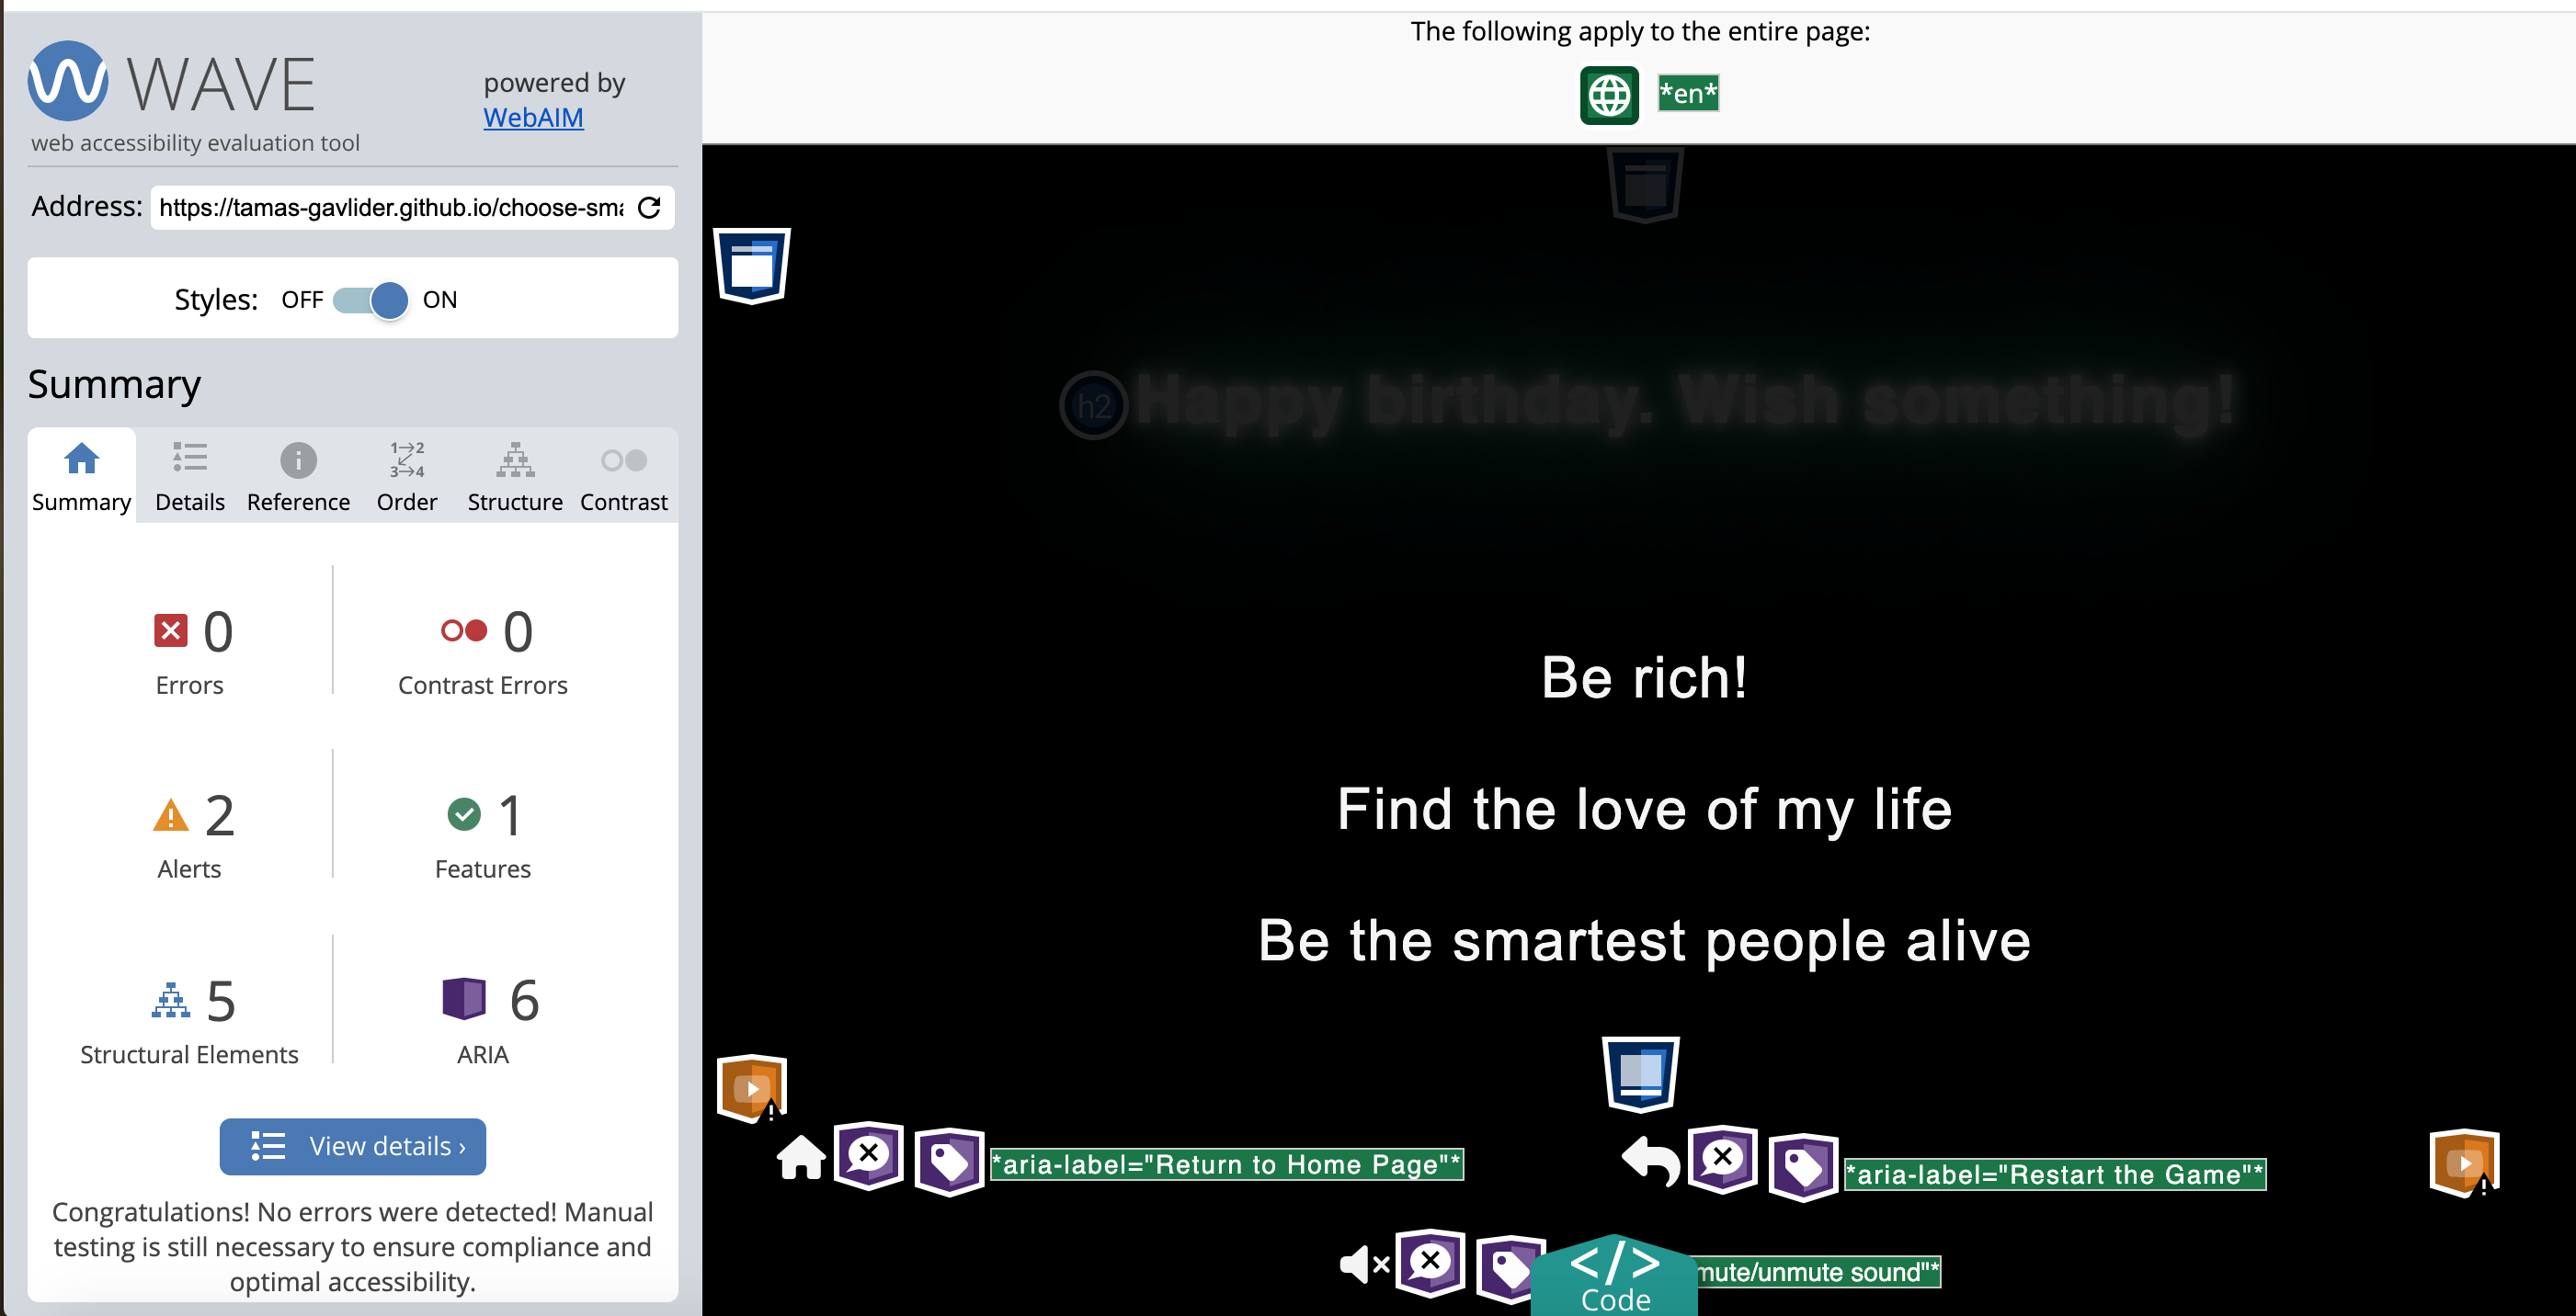 WAVE
powered by
WebAIM
web accessibility evaluation tool
Address: https://tamas-gavlider.github.io/choose-sma
Styles: OFF ON
Summary
Summary Details Reference Order Structure Contrast
1→2
3→4
0 Errors
0 Contrast Errors
2 Alerts
1 Features
5 Structural Elements
6 ARIA
View details ›
Congratulations! No errors were detected! Manual
testing is still necessary to ensure compliance and
optimal accessibility.
The following apply to the entire page:
*en*
h2 Happy birthday. Wish something!
Be rich!
Find the love of my life
Be the smartest people alive
*aria-label="Return to Home Page"*
*aria-label="Restart the Game"*
mute/unmute sound"*
</> Code